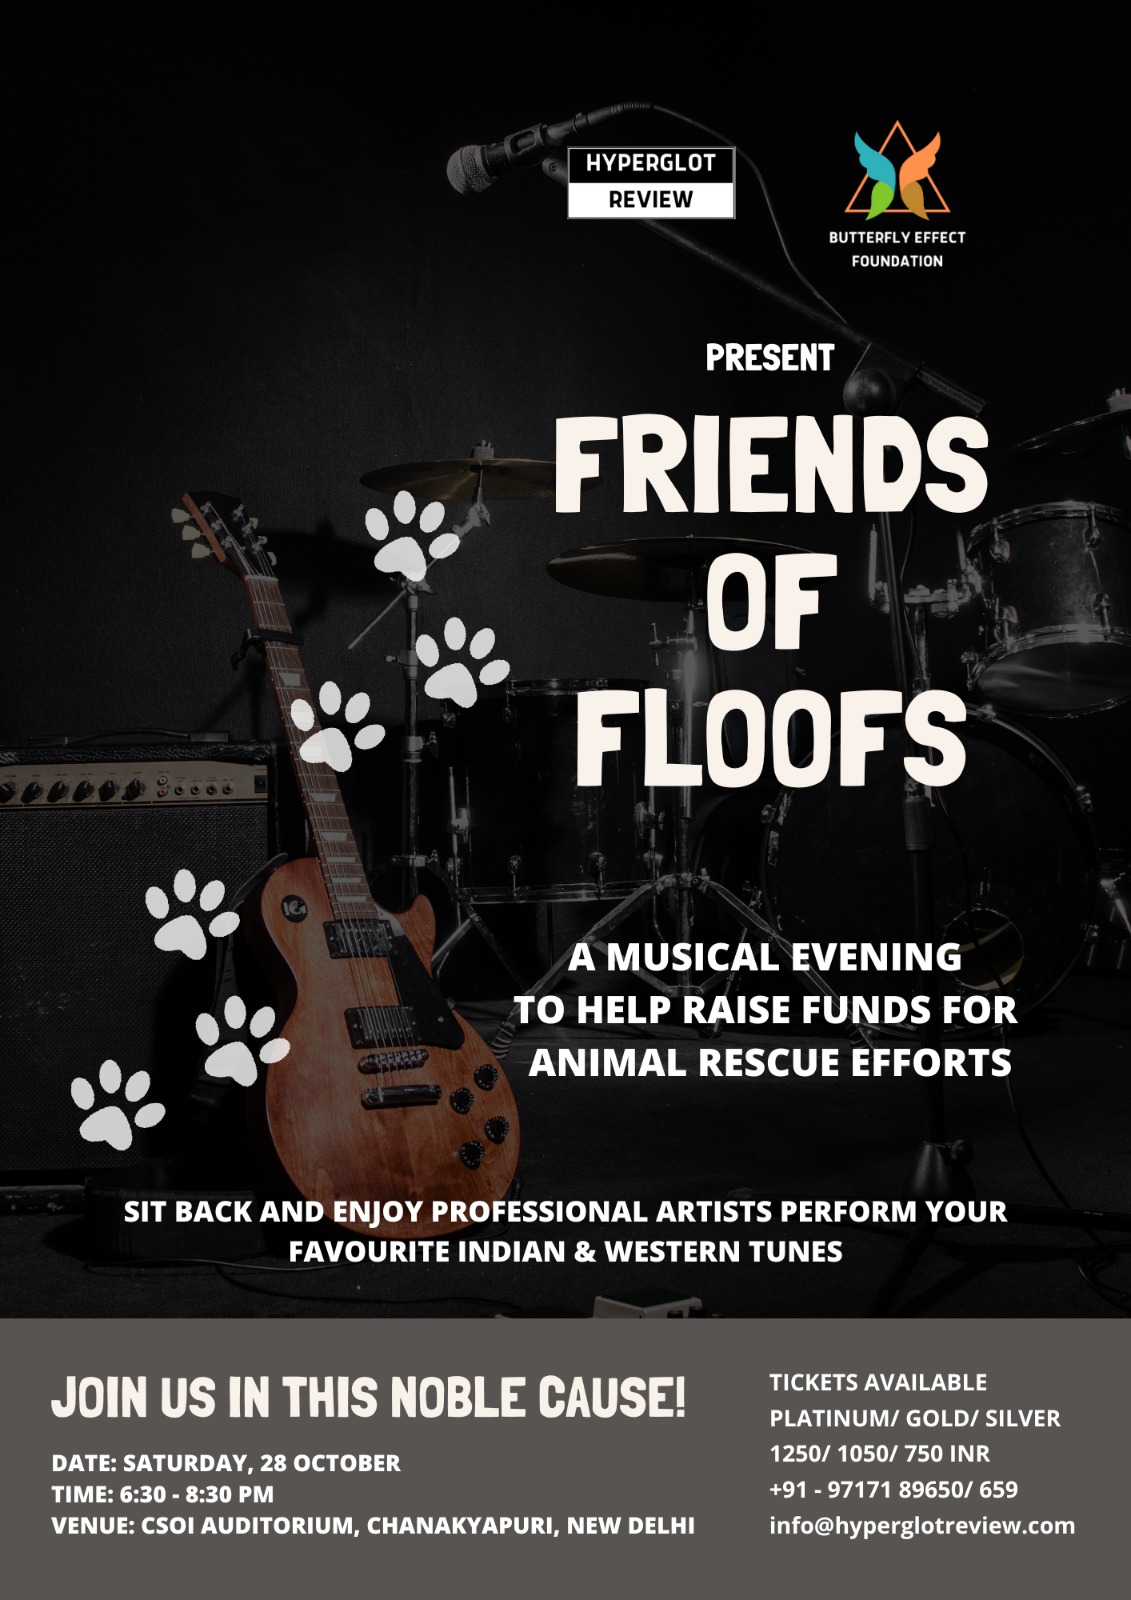 HYPERGLOT
REVIEW
BUTTERFLY EFFECT
FOUNDATION
PRESENT
FRIENDS
OF
FLOOFS
A MUSICAL EVENING
TO HELP RAISE FUNDS FOR
ANIMAL RESCUE EFFORTS
SIT BACK AND ENJOY PROFESSIONAL ARTISTS PERFORM YOUR
FAVOURITE INDIAN & WESTERN TUNES
JOIN US IN THIS NOBLE CAUSE!
DATE: SATURDAY, 28 OCTOBER
TIME: 6:30 - 8:30 PM
VENUE: CSOI AUDITORIUM, CHANAKYAPURI, NEW DELHI
TICKETS AVAILABLE
PLATINUM/ GOLD/ SILVER
1250/ 1050/ 750 INR
+91 - 97171 89650/ 659
info@hyperglotreview.com